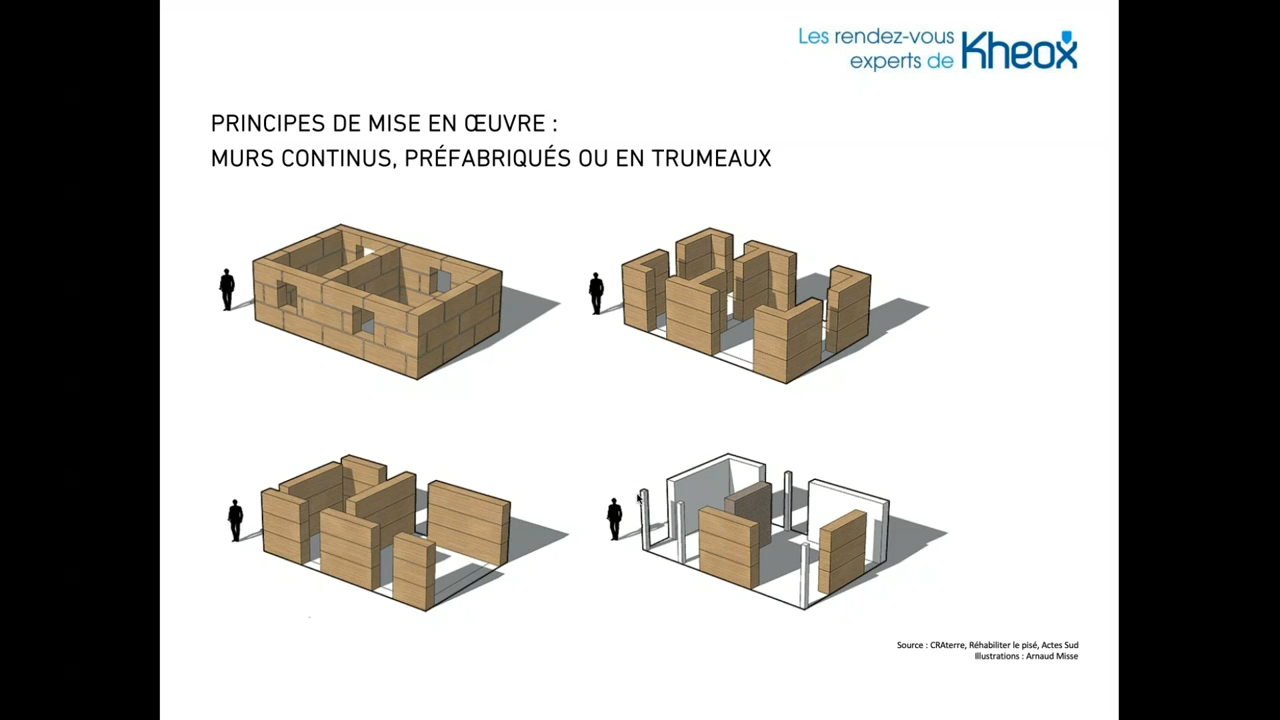 Les rendez-vous
experts de Kheox
PRINCIPES DE MISE EN ŒUVRE :
MURS CONTINUS, PRÉFABRIQUÉS OU EN TRUMEAUX
Source : CRAterre, Réhabiliter le pisé, Actes Sud
Illustrations : Arnaud Misse